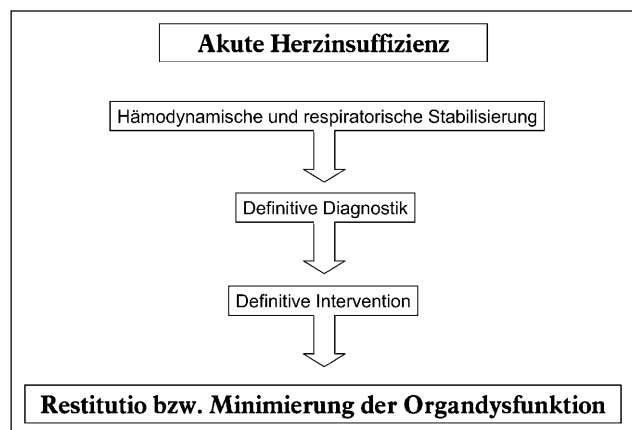 Akute Herzinsuffizienz
Hämodynamische und respiratorische Stabilisierung
Definitive Diagnostik
Definitive Intervention
Restitutio bzw. Minimierung der Organdysfunktion